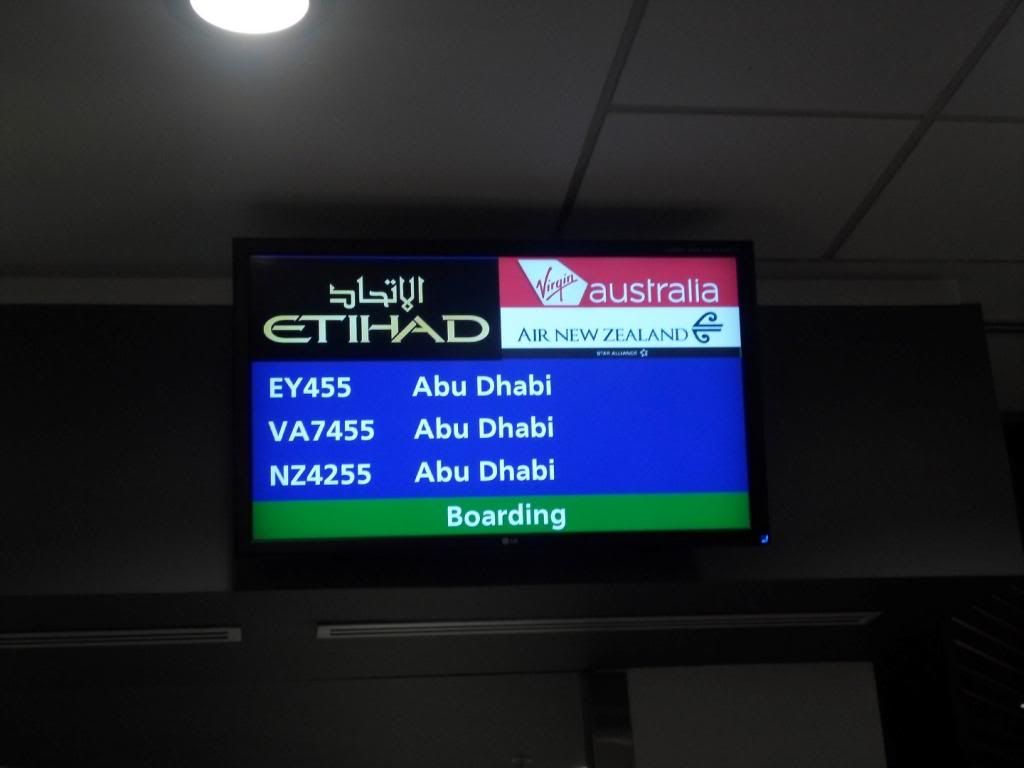 الاتحاد
ETIHAD
Virgin australia
AIR NEW ZEALAND
STAR ALLIANCE
EY455 Abu Dhabi
VA7455 Abu Dhabi
NZ4255 Abu Dhabi
Boarding
LG